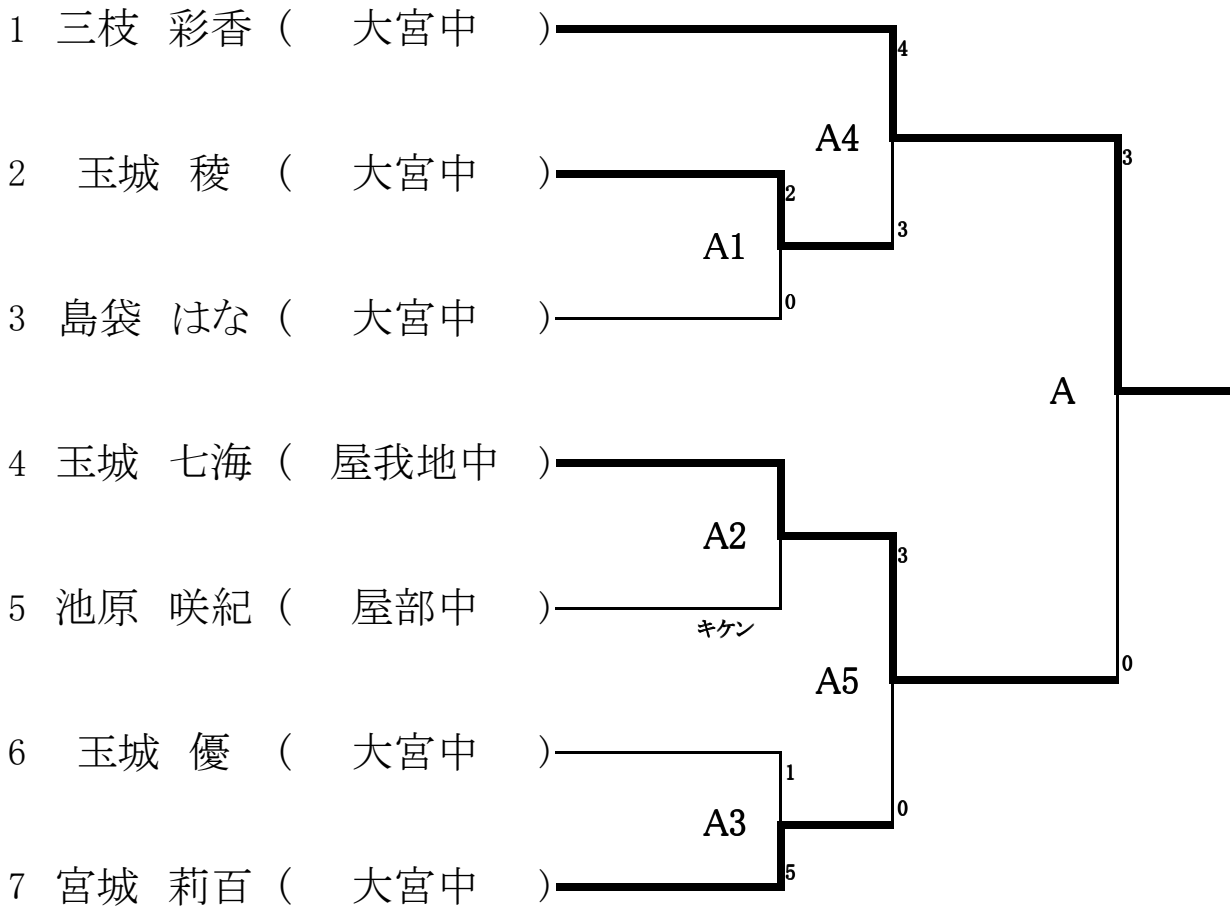 1 三枝 彩香 ( 大宮中 )
4
A4
3
2 玉城 稜 ( 大宮中 )
2
A1
3
0
3 島袋 はな ( 大宮中 )
A
4 玉城 七海 ( 屋我地中 )
A2
3
5 池原 咲紀 ( 屋部中 )
キケン
A5
0
6 玉城 優 ( 大宮中 )
1
A3
0
5
7 宮城 莉百 ( 大宮中 )